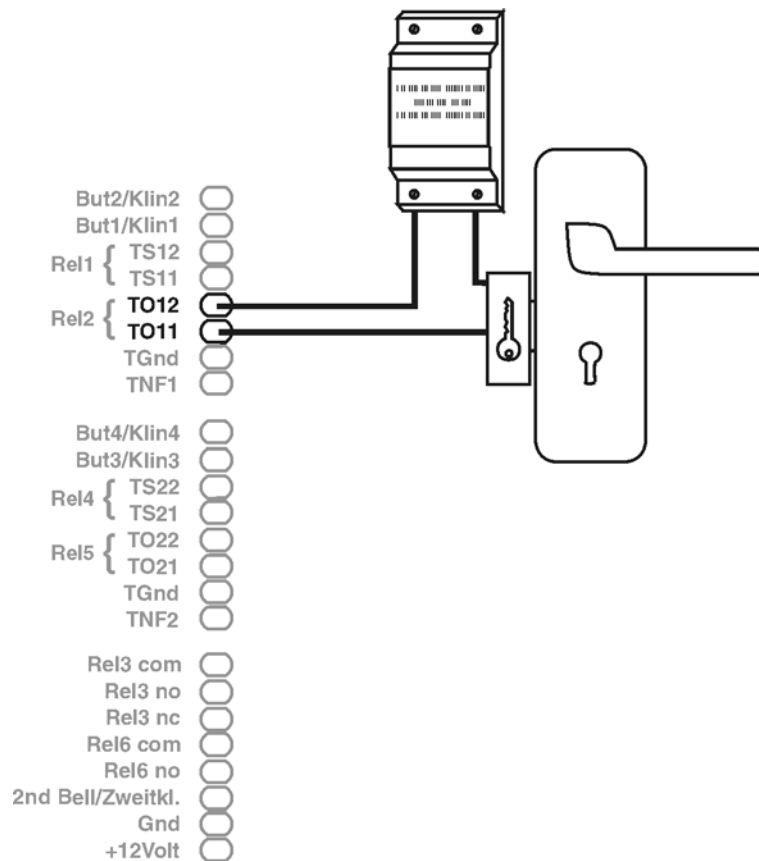 But2/Klin2
But1/Klin1
Rel1 { TS12
TS11
Rel2 { TO12
TO11
TGnd
TNF1
But4/Klin4
But3/Klin3
Rel4 { TS22
TS21
Rel5 { TO22
TO21
TGnd
TNF2
Rel3 com
Rel3 no
Rel3 nc
Rel6 com
Rel6 no
2nd Bell/Zweitkl.
Gnd
+12Volt